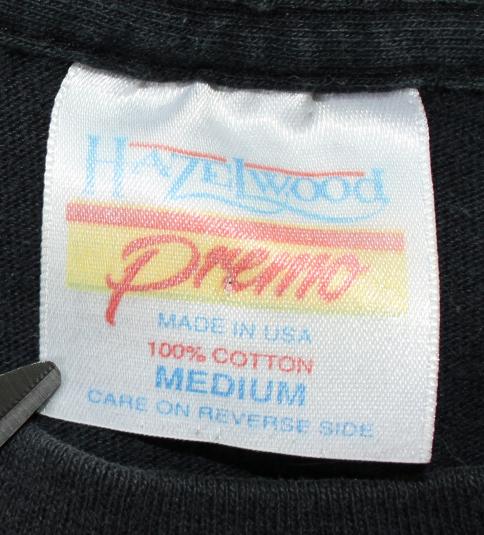 Hazelwood
Premo
MADE IN USA
100% COTTON
MEDIUM
CARE ON REVERSE SIDE